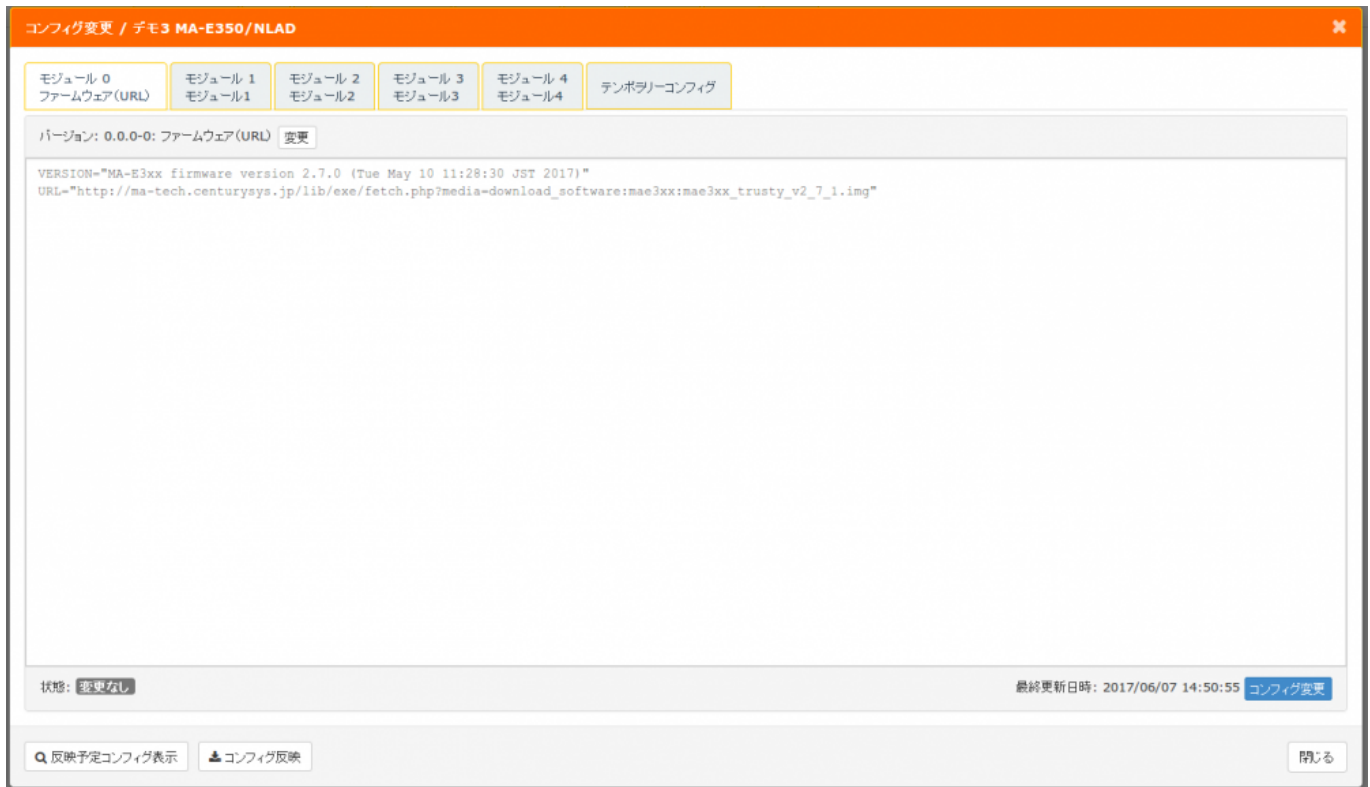 コンフィグ変更 / デモ3 MA-E350/NLAD
モジュール 0
ファームウェア(URL)
モジュール 1
モジュール1
モジュール 2
モジュール2
モジュール 3
モジュール3
モジュール 4
モジュール4
テンポラリーコンフィグ
バージョン: 0.0.0-0: ファームウェア(URL) 変更
VERSION="MA-E3xx firmware version 2.7.0 (Tue May 10 11:28:30 JST 2017)"
URL="http://ma-tech.centurysys.jp/lib/exe/fetch.php?media=download_software:mae3xx:mae3xx_trusty_v2_7_1.img"
状態: 変更なし
最終更新日時: 2017/06/07 14:50:55 コンフィグ変更
反映予定コンフィグ表示 コンフィグ反映 閉じる